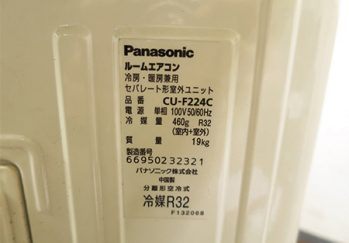 Panasonic
ルームエアコン
冷房・暖房兼用
セパレート形室外ユニット
品番 CU-F224C
電源 単相 100V 50/60Hz
冷媒量 460g R32
(室内+室外)
質量 19kg
製造番号
66950232321
パナソニック株式会社
中国製
分離形空冷式
冷媒R32
F132068